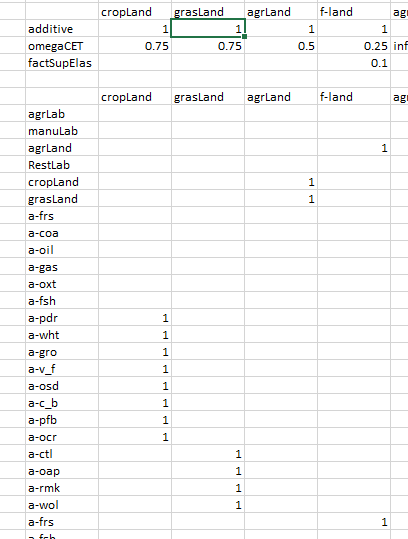 cropLand grasLand agrLand f-land agr
additive 1 1 1 1
omegaCET 0.75 0.75 0.5 0.25 inf
factSupElas 0.1
cropLand grasLand agrLand f-land ag
agrLab
manuLab
agrLand 1
RestLab
cropLand 1
grasLand 1
a-frs
a-coa
a-oil
a-gas
a-oxt
a-fsh
a-pdr 1
a-wht 1
a-gro 1
a-v_f 1
a-osd 1
a-c_b 1
a-pfb 1
a-ocr 1
a-ctl 1
a-oap 1
a-rmk 1
a-wol 1
a-frs 1
a-fsh